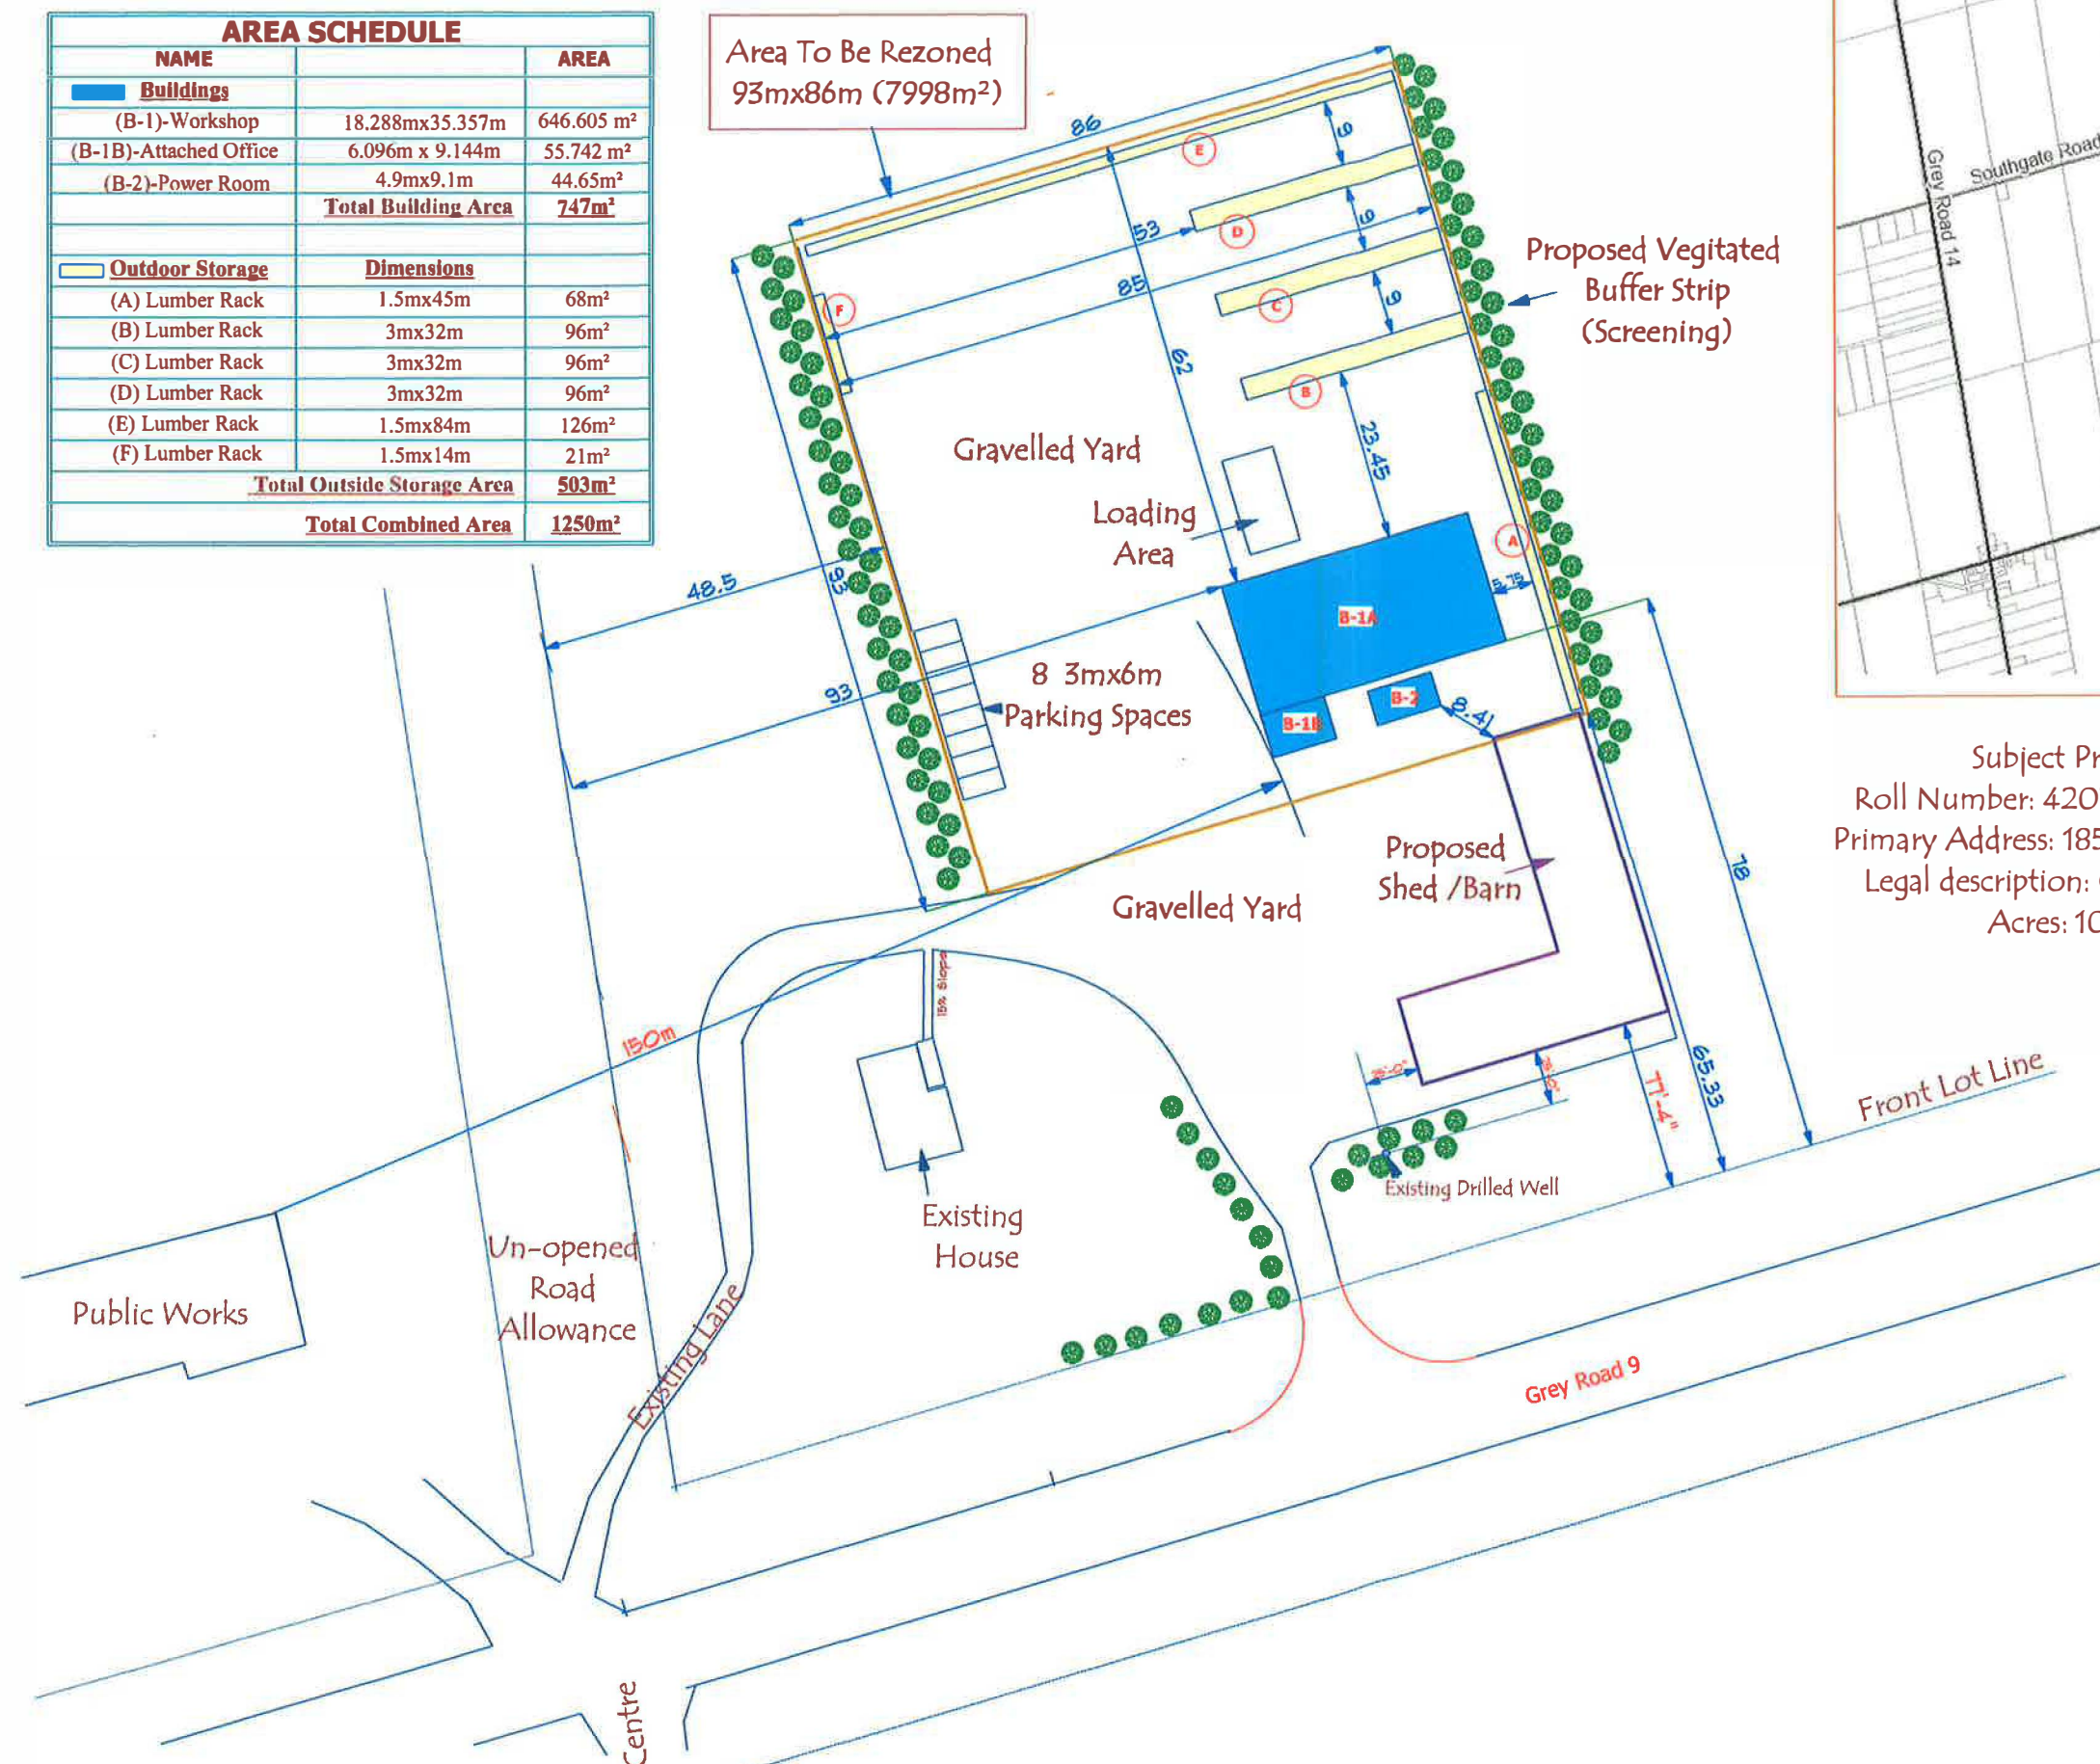 AREA SCHEDULE
NAME AREA
Buildings
(B-1)-Workshop 18.288mx35.357m 646.605 m²
(B-1B)-Attached Office 6.096m x 9.144m 55.742 m²
(B-2)-Power Room 4.9mx9.1m 44.65m²
Total Building Area 747m²
Outdoor Storage Dimensions
(A) Lumber Rack 1.5mx45m 68m²
(B) Lumber Rack 3mx32m 96m²
(C) Lumber Rack 3mx32m 96m²
(D) Lumber Rack 3mx32m 96m²
(E) Lumber Rack 1.5mx84m 126m²
(F) Lumber Rack 1.5mx14m 21m²
Total Outside Storage Area 503m²
Total Combined Area 1250m²
Area To Be Rezoned
93mx86m (7998m²)
86
E
9
D
53
9
85
C
F
9
62
B
23.45
Proposed Vegitated
Buffer Strip
(Screening)
Grey Road 14
Southgate Road
Gravelled Yard
Loading
Area
A
5.75
48.5
93
93
B-1A
B-1B
B-2
8.41
8 3mx6m
Parking Spaces
Subject Pr
Roll Number: 420
Primary Address: 185
Legal description:
Acres: 10
Proposed
Shed /Barn
Gravelled Yard
78
15% Slope
150m
65.33
77'-4"
Front Lot Line
Existing Drilled Well
Existing
House
Un-opened
Road
Allowance
Public Works
Existing Lane
Grey Road 9
Centre